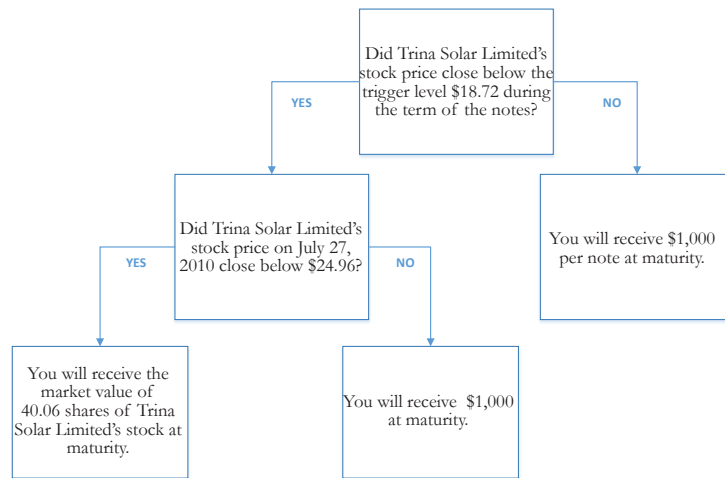 Did Trina Solar Limited's
stock price close below the
trigger level $18.72 during
the term of the notes?
YES
NO
Did Trina Solar Limited's
stock price on July 27,
2010 close below $24.96?
You will receive $1,000
per note at maturity.
YES
NO
You will receive the
market value of
40.06 shares of Trina
Solar Limited's stock at
maturity.
You will receive $1,000
at maturity.